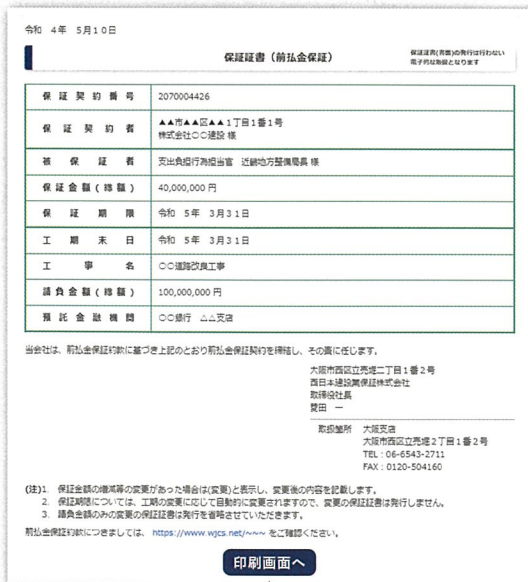 令和 4年 5月10日
保証証書（前払金保証）
保証証書(書面)の発行は行わない
電子的な取扱となります
保証契約番号 2070004426
保証契約者 ▲▲市▲▲区▲▲1丁目1番1号
株式会社〇〇建設 様
被保証者 支出負担行為担当官 近畿地方整備局長 様
保証金額(総額) 40,000,000 円
保証期限 令和 5年 3月31日
工期末日 令和 5年 3月31日
工事名 〇〇道路改良工事
請負金額(総額) 100,000,000 円
預託金融機関 〇〇銀行 △△支店
当会社は、前払金保証約款に基づき上記のとおり前払金保証契約を締結し、その責に任じます。
大阪市西区立売堀二丁目1番2号
西日本建設業保証株式会社
取締役社長
菱田 一
取扱箇所 大阪支店
大阪市西区立売堀2丁目1番2号
TEL：06-6543-2711
FAX：0120-504160
(注)1. 保証金額の増減等の変更があった場合は(変更)と表示し、変更後の内容を記載します。
2. 保証期限については、工期の変更に応じて自動的に変更されますので、変更の保証証書は発行しません。
3. 請負金額のみの変更の保証証書は発行を省略させていただきます。
前払金保証約款につきましては、 https://www.wjcs.net/~~~ をご確認ください。
印刷画面へ